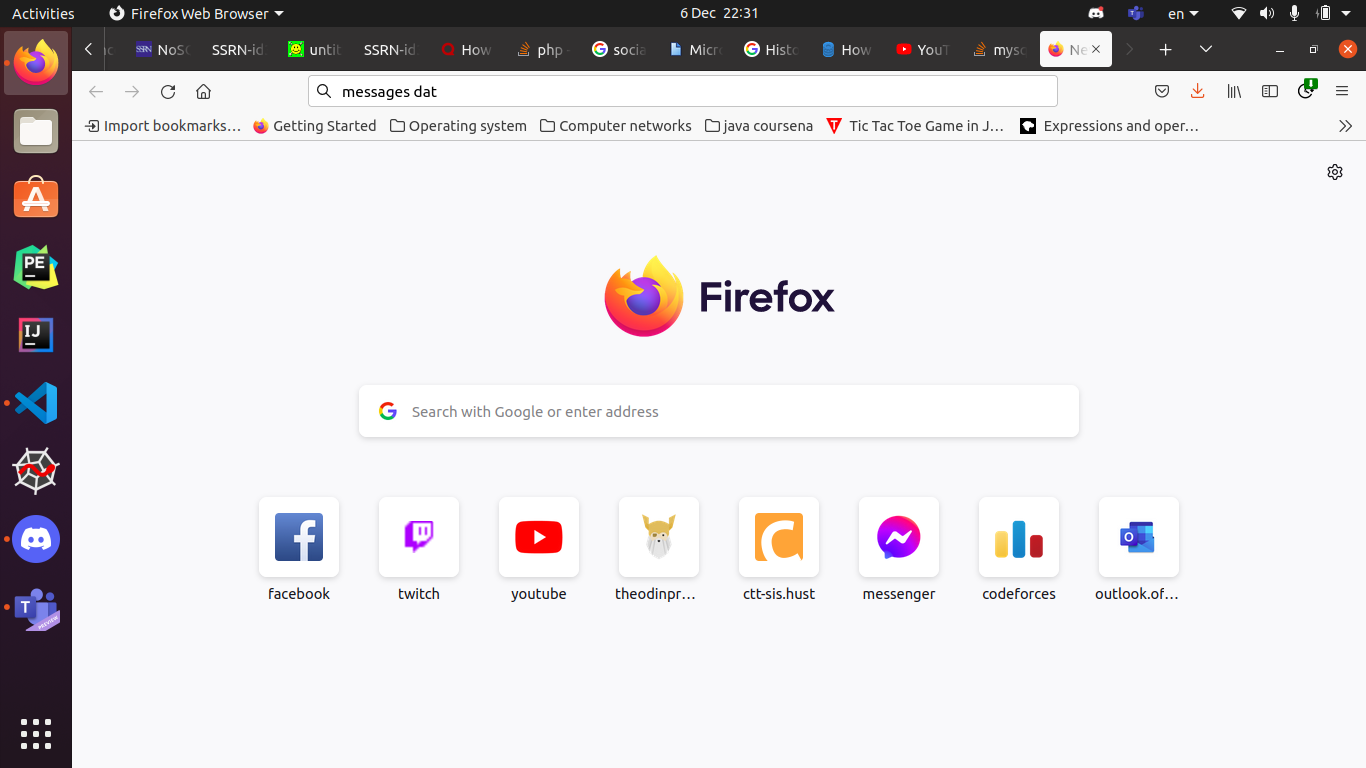 Activities Firefox Web Browser 6 Dec 22:31 en
NoSC SSRN-id untit SSRN-id How php socia Micro Histo How YouT mysc Ne
messages dat
Import bookmarks… Getting Started Operating system Computer networks java coursena Tic Tac Toe Game in J… Expressions and oper…
Firefox
Search with Google or enter address
facebook twitch youtube theodinpr… ctt-sis.hust messenger codeforces outlook.of…